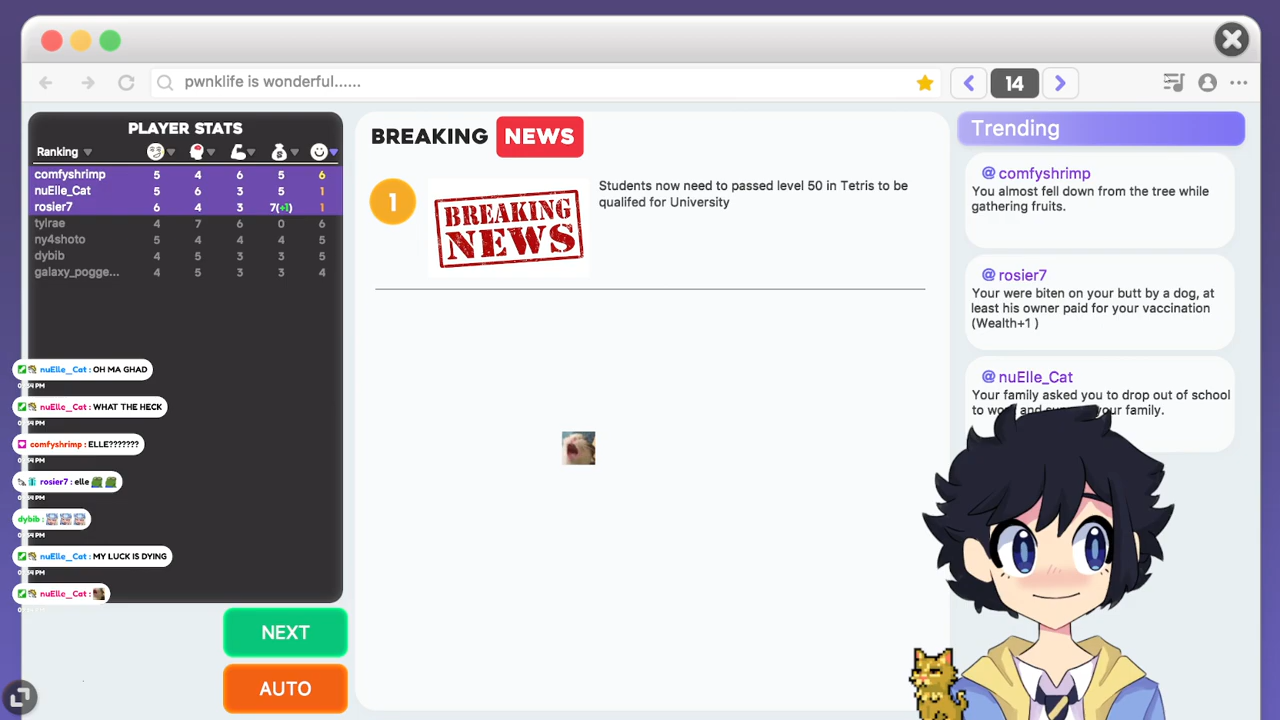 pwnklife is wonderful......
14
PLAYER STATS
Ranking
comfyshrimp 5 4 6 5 6
nuElle_Cat 5 6 3 5 1
rosier7 6 4 3 7(+1) 1
tylrae 4 7 6 0 6
ny4shoto 5 4 4 4 5
dybib 4 5 3 3 5
galaxy_pogge... 4 5 3 3 4
nuElle_Cat : OH MA GHAD
nuElle_Cat : WHAT THE HECK
comfyshrimp : ELLE???????
rosier7 : elle
dybib :
nuElle_Cat : MY LUCK IS DYING
nuElle_Cat :
NEXT
AUTO
BREAKING NEWS
1
BREAKING
NEWS
Students now need to passed level 50 in Tetris to be
qualifed for University
Trending
@ comfyshrimp
You almost fell down from the tree while
gathering fruits.
@ rosier7
Your were biten on your butt by a dog, at
least his owner paid for your vaccination
(Wealth+1 )
@ nuElle_Cat
Your family asked you to drop out of school
to your family.